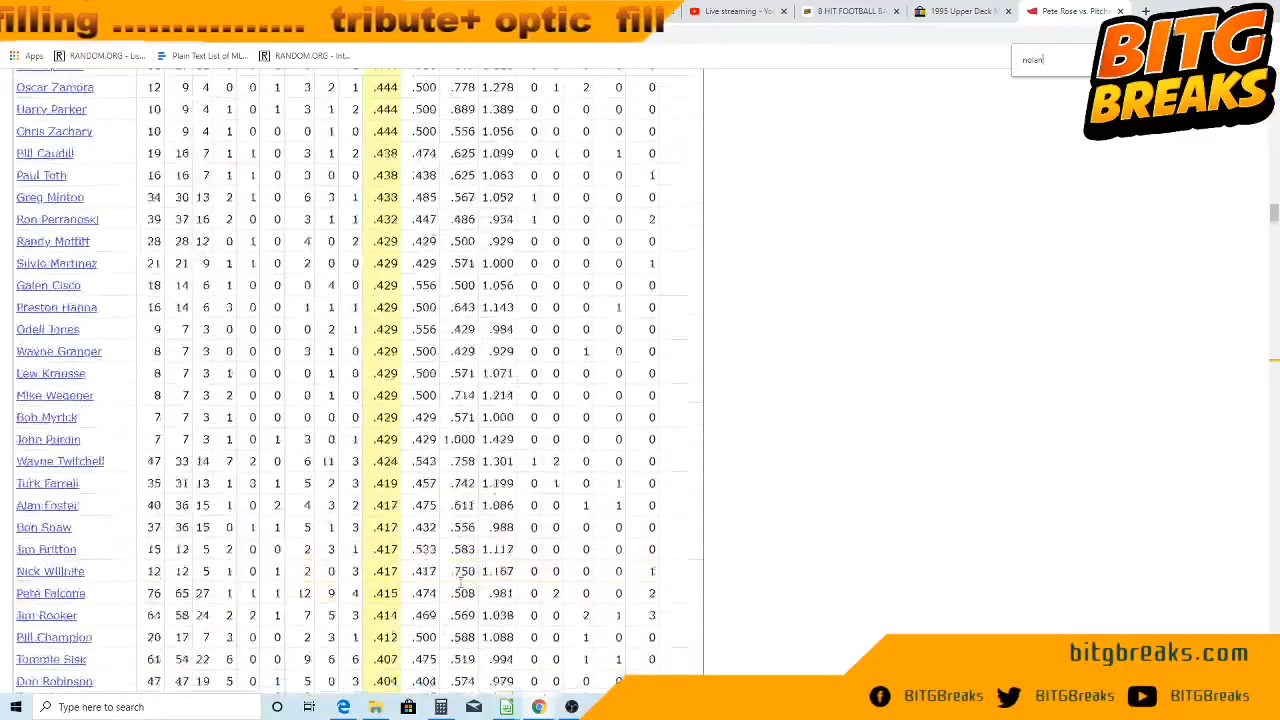 filling ................ tribute+ optic fill
Live streaming - Yo
8 HIT FOOTBALL BA
1995 Upper Deck M
Pete Rose vs. Pitche
Apps RANDOM.ORG - Lis... Plain Text List of ML... RANDOM.ORG - Int...
nolan
BITG
BREAKS
Oscar Zamora 12 9 4 0 0 1 3 2 1 .444 .500 .778 1.278 0 1 2 0 0
Harry Parker 10 9 4 1 0 1 3 1 2 .444 .500 .889 1.389 0 0 0 0 0
Chris Zachary 10 9 4 1 0 0 0 1 0 .444 .500 .556 1.056 0 0 0 0 0
Bill Caudill 19 16 7 1 1 0 3 1 2 .438 .474 .625 1.099 0 1 0 1 0
Paul Toth 16 16 7 1 1 0 3 0 0 .438 .438 .625 1.063 0 0 0 0 1
Greg Minton 34 30 13 2 1 0 6 3 1 .433 .485 .567 1.052 1 0 0 0 0
Ron Perranoski 39 37 16 2 0 0 3 1 1 .432 .447 .486 .934 1 0 0 0 2
Randy Moffitt 28 28 12 0 1 0 4 0 2 .429 .429 .500 .929 0 0 0 0 0
Silvio Martinez 21 21 9 1 1 0 2 0 0 .429 .429 .571 1.000 0 0 0 0 1
Galen Cisco 18 14 6 1 0 0 0 4 0 .429 .556 .500 1.056 0 0 0 0 0
Preston Hanna 16 14 6 3 0 0 1 1 1 .429 .500 .643 1.143 0 0 0 1 0
Odell Jones 9 7 3 0 0 0 0 2 1 .429 .556 .429 .984 0 0 0 0 0
Wayne Granger 8 7 3 0 0 0 3 1 0 .429 .500 .429 .929 0 0 1 0 0
Lew Krausse 8 7 3 1 0 0 0 1 0 .429 .500 .571 1.071 0 0 0 0 0
Mike Wegener 8 7 3 2 0 0 0 1 0 .429 .500 .714 1.214 0 0 0 0 0
Bob Myrick 7 7 3 1 0 0 0 0 0 .429 .429 .571 1.000 0 0 0 0 0
John Purdin 7 7 3 1 0 1 3 0 1 .429 .429 1.000 1.429 0 0 0 0 0
Wayne Twitchell 47 33 14 7 2 0 6 11 3 .424 .543 .758 1.301 1 2 0 0 0
Turk Farrell 35 31 13 1 3 1 5 2 3 .419 .457 .742 1.199 0 1 0 1 0
Alan Foster 40 36 15 1 0 2 4 3 2 .417 .475 .611 1.086 0 0 1 1 0
Don Shaw 37 36 15 0 1 1 5 1 3 .417 .432 .556 .988 0 0 0 0 0
Jim Britton 15 12 5 2 0 0 2 3 1 .417 .533 .583 1.117 0 0 0 0 0
Nick Willhite 12 12 5 1 0 1 2 0 3 .417 .417 .750 1.167 0 0 0 0 1
Pete Falcone 76 65 27 1 1 1 12 9 4 .415 .474 .508 .981 0 2 0 0 2
Jim Rooker 64 58 24 2 2 1 7 5 3 .414 .469 .569 1.038 0 0 2 1 3
Bill Champion 20 17 7 3 0 0 2 3 1 .412 .500 .588 1.088 0 0 1 0 0
Tommie Sisk 61 54 22 6 0 0 9 6 6 .407 .475 .519 .994 0 0 1 1 0
Don Robinson 47 47 19 5 0 1 5 0 3 .404 .404 .574 .979 0 0 0 0 0
bitgbreaks.com
BITGBreaks BITGBreaks BITGBreaks
Type here to search